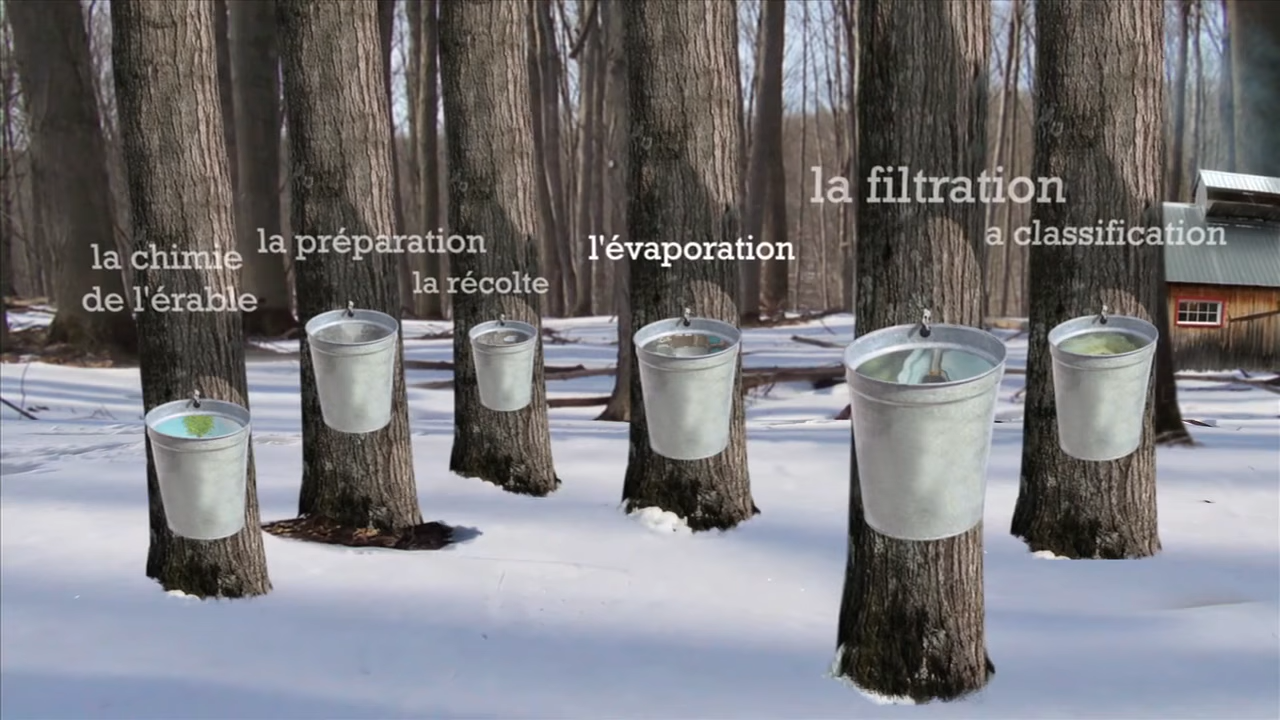 la chimie
de l'érable
la préparation
la récolte
l'évaporation
la filtration
a classification